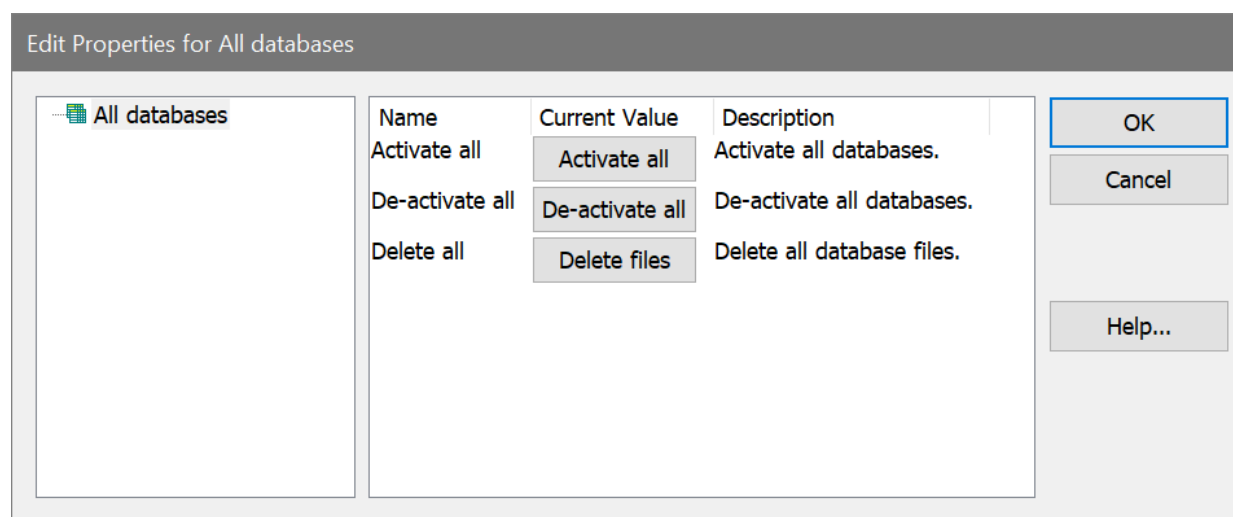 Edit Properties for All databases
All databases
Name Current Value Description
Activate all Activate all Activate all databases.
De-activate all De-activate all De-activate all databases.
Delete all Delete files Delete all database files.
OK
Cancel
Help...